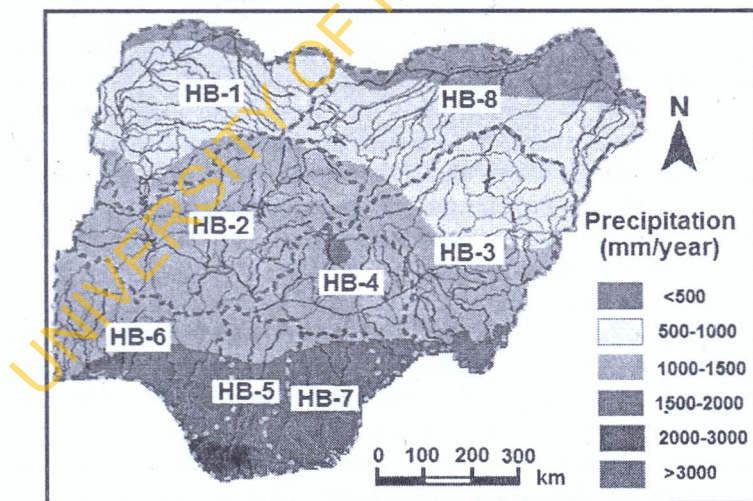 UNIVERSITY OF
HB-1
HB-8
N
HB-2
HB-3
HB-4
HB-6
HB-5
HB-7
Precipitation
(mm/year)
<500
500-1000
1000-1500
1500-2000
2000-3000
>3000
0 100 200 300
km